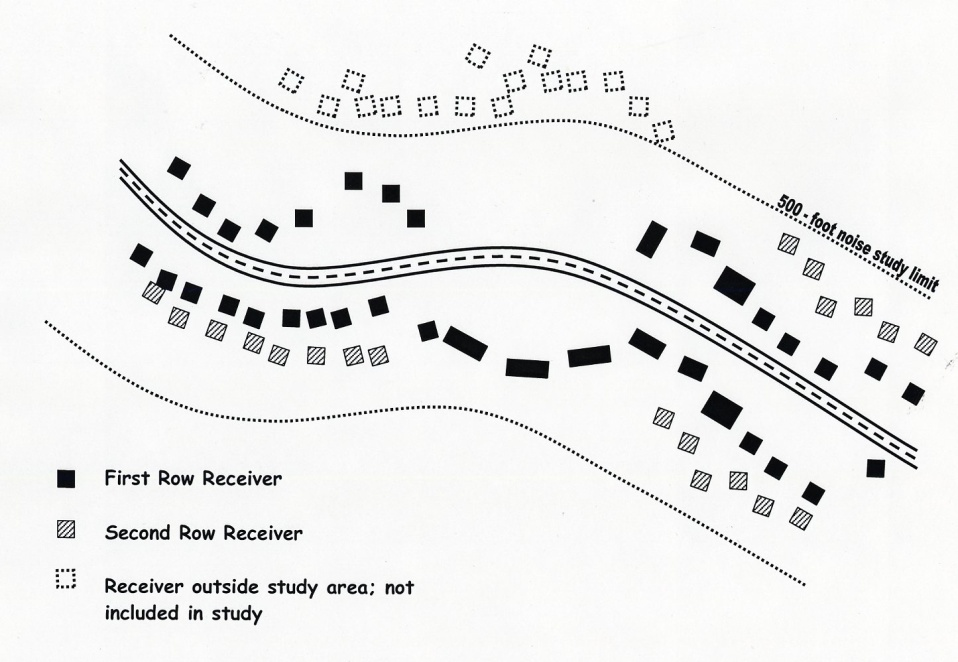 500 - foot noise study limit
First Row Receiver
Second Row Receiver
Receiver outside study area; not
included in study